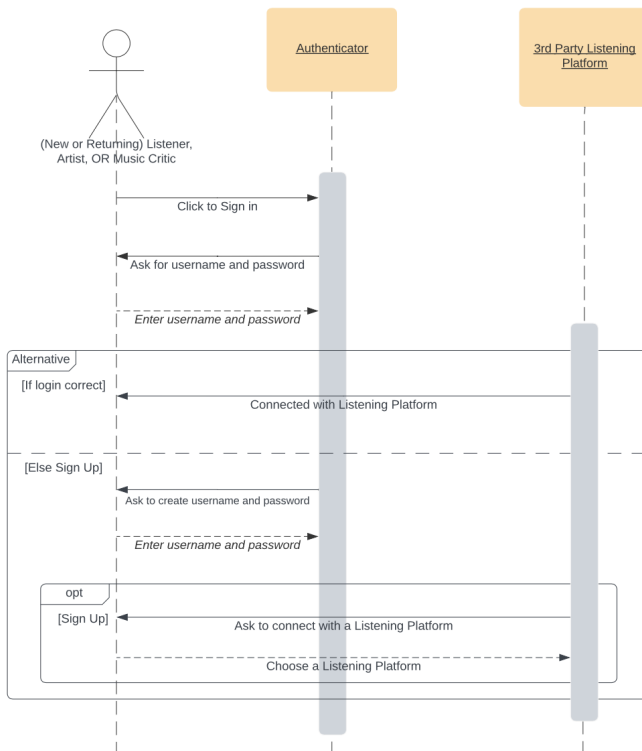 Authenticator
3rd Party Listening
Platform
(New or Returning) Listener,
Artist, OR Music Critic
Click to Sign in
Ask for username and password
Enter username and password
Alternative
[If login correct]
Connected with Listening Platform
[Else Sign Up]
Ask to create username and password
Enter username and password
opt
[Sign Up]
Ask to connect with a Listening Platform
Choose a Listening Platform